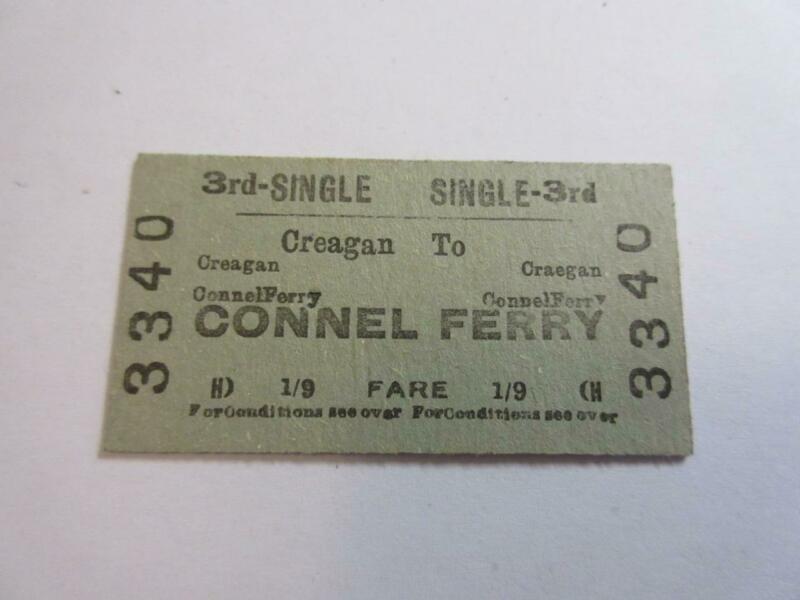 3rd-SINGLE SINGLE-3rd
Creagan To
Creagan Craegan
ConnelFerry ConnelFerry
CONNEL FERRY
H) 1/9 FARE 1/9 (H
ForConditions see over ForConditions see over
3340
3340